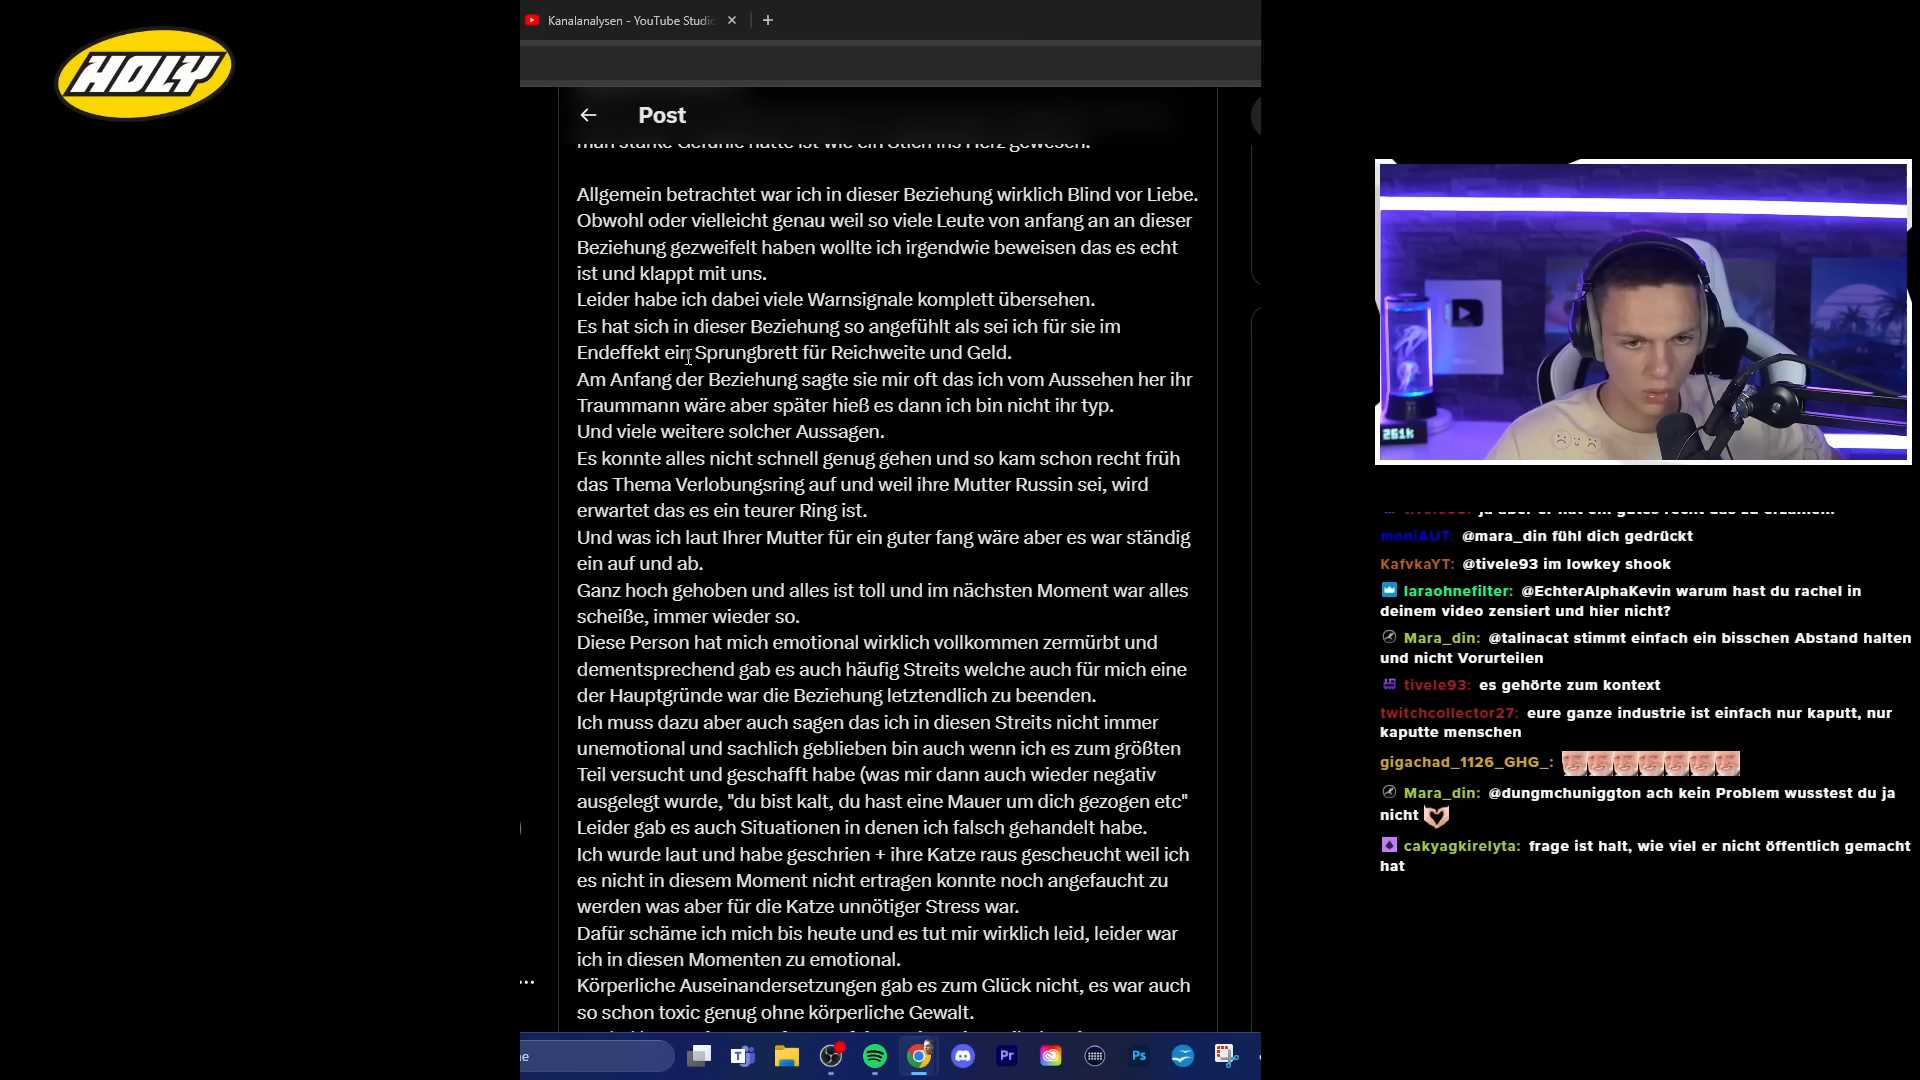 HOLY
Kanalanalysen - YouTube Studio
Post
man starke Gefühle hatte ist wie ein Stich ins Herz gewesen.
Allgemein betrachtet war ich in dieser Beziehung wirklich Blind vor Liebe.
Obwohl oder vielleicht genau weil so viele Leute von anfang an an dieser
Beziehung gezweifelt haben wollte ich irgendwie beweisen das es echt
ist und klappt mit uns.
Leider habe ich dabei viele Warnsignale komplett übersehen.
Es hat sich in dieser Beziehung so angefühlt als sei ich für sie im
Endeffekt ein Sprungbrett für Reichweite und Geld.
Am Anfang der Beziehung sagte sie mir oft das ich vom Aussehen her ihr
Traummann wäre aber später hieß es dann ich bin nicht ihr typ.
Und viele weitere solcher Aussagen.
Es konnte alles nicht schnell genug gehen und so kam schon recht früh
das Thema Verlobungsring auf und weil ihre Mutter Russin sei, wird
erwartet das es ein teurer Ring ist.
Und was ich laut Ihrer Mutter für ein guter fang wäre aber es war ständig
ein auf und ab.
Ganz hoch gehoben und alles ist toll und im nächsten Moment war alles
scheiße, immer wieder so.
Diese Person hat mich emotional wirklich vollkommen zermürbt und
dementsprechend gab es auch häufig Streits welche auch für mich eine
der Hauptgründe war die Beziehung letztendlich zu beenden.
Ich muss dazu aber auch sagen das ich in diesen Streits nicht immer
unemotional und sachlich geblieben bin auch wenn ich es zum größten
Teil versucht und geschafft habe (was mir dann auch wieder negativ
ausgelegt wurde, "du bist kalt, du hast eine Mauer um dich gezogen etc"
Leider gab es auch Situationen in denen ich falsch gehandelt habe.
Ich wurde laut und habe geschrien + ihre Katze raus gescheucht weil ich
es nicht in diesem Moment nicht ertragen konnte noch angefaucht zu
werden was aber für die Katze unnötiger Stress war.
Dafür schäme ich mich bis heute und es tut mir wirklich leid, leider war
ich in diesen Momenten zu emotional.
Körperliche Auseinandersetzungen gab es zum Glück nicht, es war auch
so schon toxic genug ohne körperliche Gewalt.
261k
moniAUT: @mara_din fühl dich gedrückt
KafvkaYT: @tivele93 im lowkey shook
laraohnefilter: @EchterAlphaKevin warum hast du rachel in
deinem video zensiert und hier nicht?
Mara_din: @talinacat stimmt einfach ein bisschen Abstand halten
und nicht Vorurteilen
tivele93: es gehörte zum kontext
twitchcollector27: eure ganze industrie ist einfach nur kaputt, nur
kaputte menschen
gigachad_1126_GHG_:
Mara_din: @dungmchuniggton ach kein Problem wusstest du ja
nicht
cakyagkirelyta: frage ist halt, wie viel er nicht öffentlich gemacht
hat
Pr
Ps